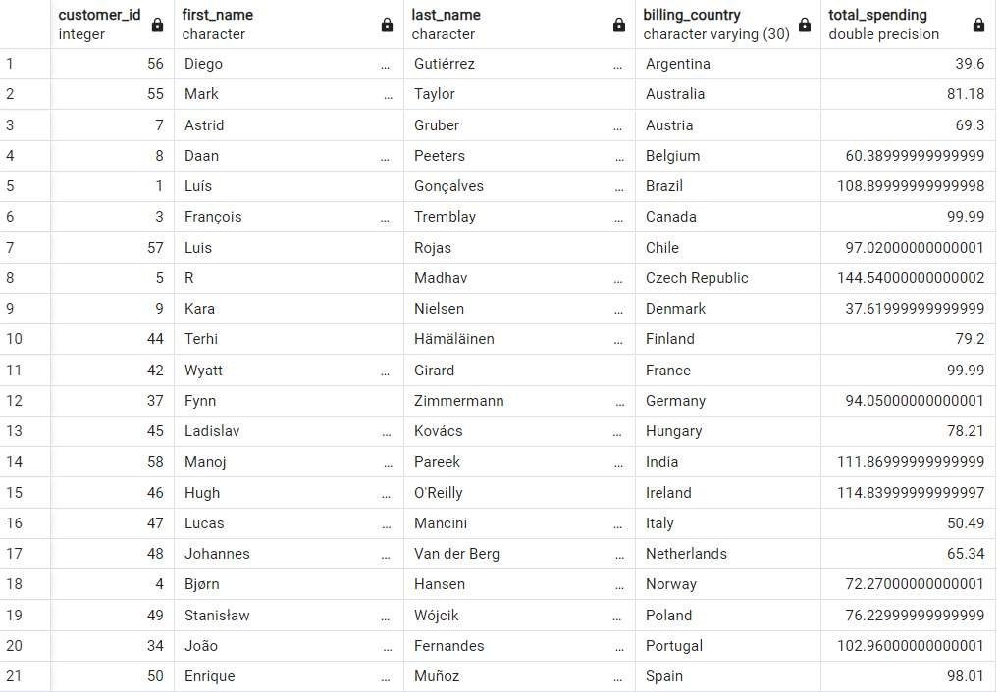 customer_id first_name last_name billing_country total_spending
integer character character character varying (30) double precision
1 56 Diego ... Gutiérrez ... Argentina 39.6
2 55 Mark ... Taylor Australia 81.18
3 7 Astrid Gruber ... Austria 69.3
4 8 Daan ... Peeters ... Belgium 60.38999999999999
5 1 Luís Gonçalves ... Brazil 108.89999999999998
6 3 François ... Tremblay ... Canada 99.99
7 57 Luis Rojas Chile 97.02000000000001
8 5 R Madhav ... Czech Republic 144.54000000000002
9 9 Kara Nielsen ... Denmark 37.61999999999999
10 44 Terhi Hämäläinen ... Finland 79.2
11 42 Wyatt ... Girard France 99.99
12 37 Fynn Zimmermann ... Germany 94.05000000000001
13 45 Ladislav ... Kovács ... Hungary 78.21
14 58 Manoj ... Pareek ... India 111.86999999999999
15 46 Hugh ... O'Reilly Ireland 114.83999999999997
16 47 Lucas ... Mancini ... Italy 50.49
17 48 Johannes ... Van der Berg ... Netherlands 65.34
18 4 Bjørn Hansen ... Norway 72.27000000000001
19 49 Stanisław ... Wójcik ... Poland 76.22999999999999
20 34 João ... Fernandes ... Portugal 102.96000000000001
21 50 Enrique ... Muñoz ... Spain 98.01